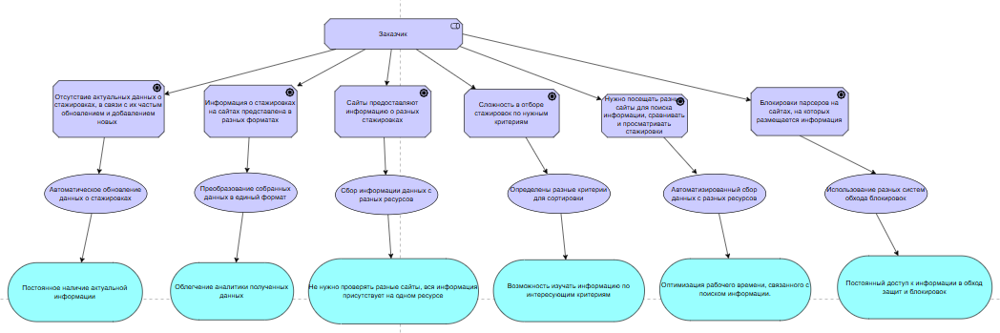 Заказчик
Отсутствие актуальных данных о
стажировках, в связи с их частым
обновлением и добавлением
новых
Информация о стажировках
на сайтах представлена в
разных форматах
Сайты предоставляют
информацию о разных
стажировках
Сложность в отборе
стажировок по нужным
критериям
Нужно посещать разные
сайты для поиска
информации, сравнивать
и просматривать
стажировки
Блокировки парсеров на
сайтах, на которых
размещается информация
Автоматическое обновление
данных о стажировках
Преобразование собранных
данных в единый формат
Сбор информации данных с
разных ресурсов
Определены разные критерии
для сортировки
Автоматизированный сбор
данных с разных ресурсов
Использование разных систем
обхода блокировок
Постоянное наличие актуальной
информации
Облегчение аналитики полученных
данных
Не нужно проверять разные сайты, вся информация
присутствует на одном ресурсе
Возможность изучать информацию по
интересующим критериям
Оптимизация рабочего времени, связанного с
поиском информации.
Постоянный доступ к информации в обход
защит и блокировок